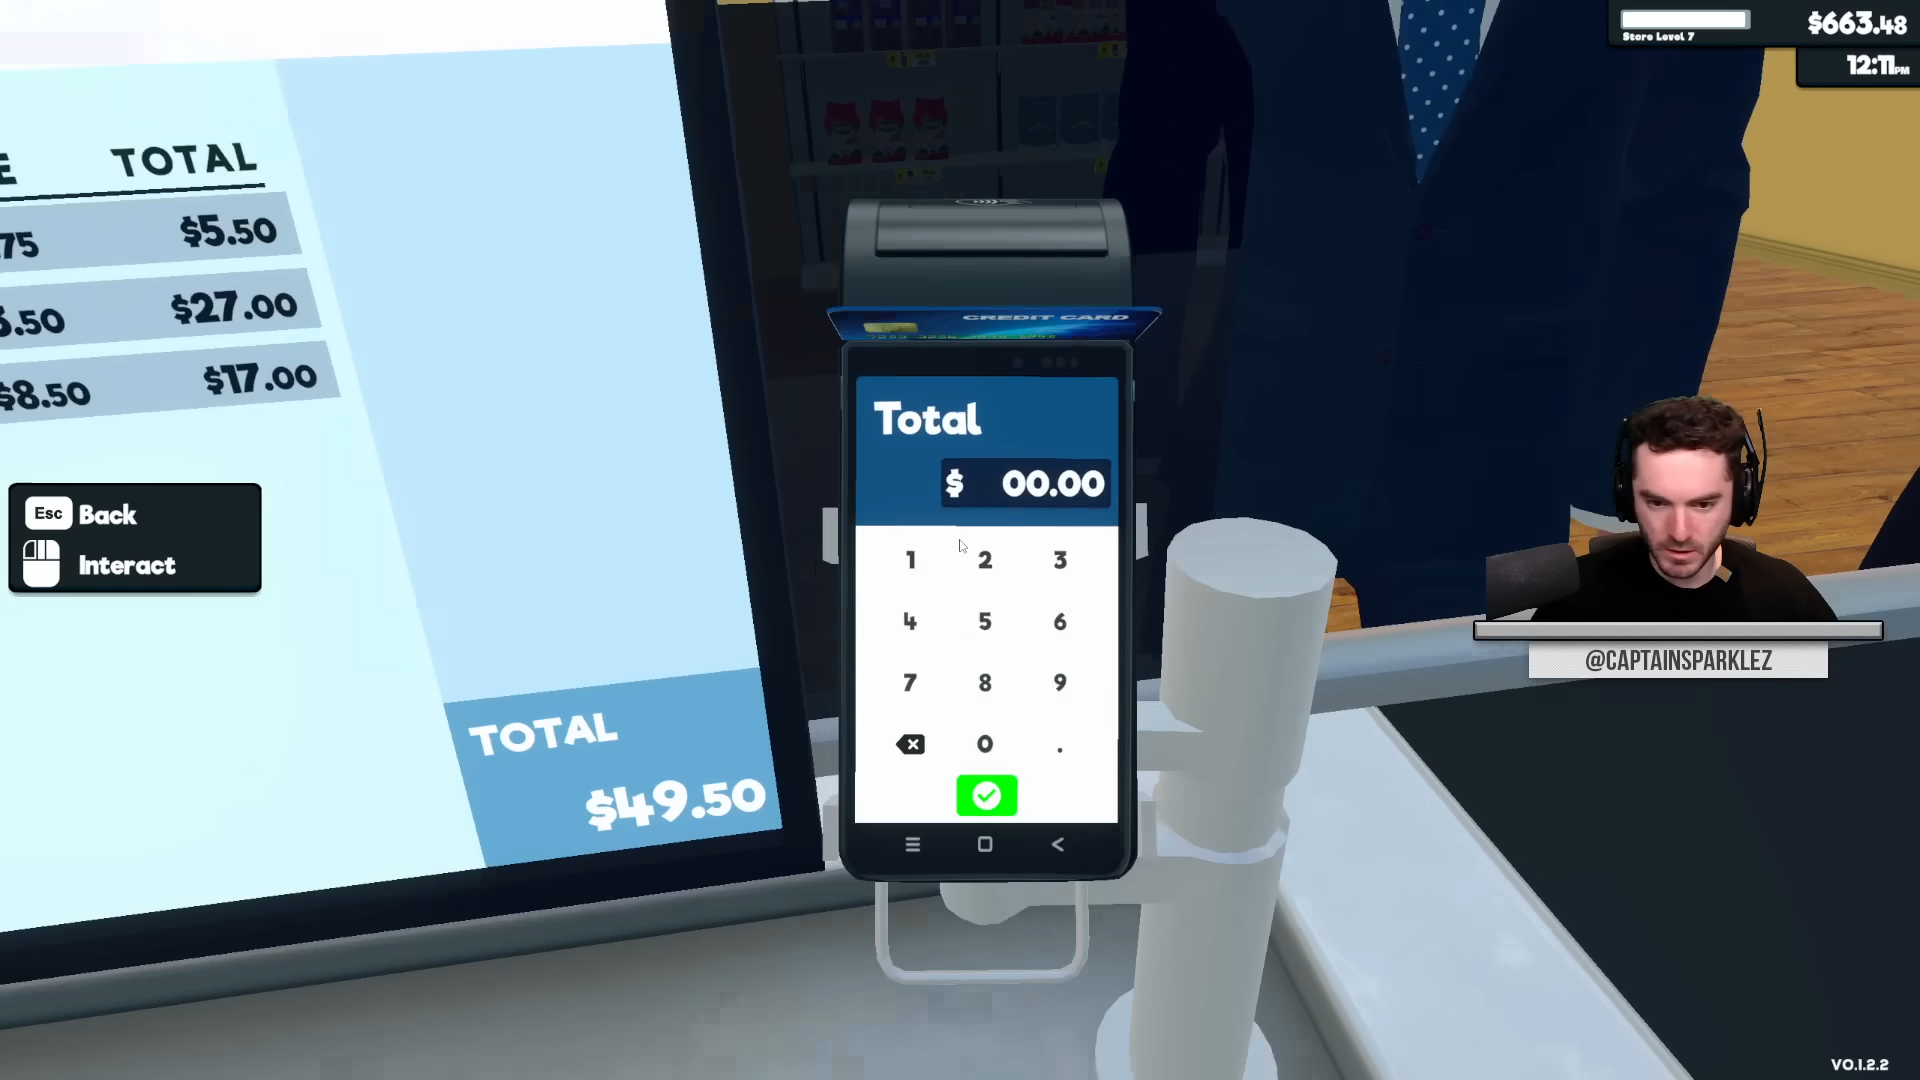 $663.48
Store Level 7
12:11PM
TOTAL
75 $5.50
.50 $27.00
$8.50 $17.00
CREDIT CARD
Total
$ 00.00
1 2 3
4 5 6
7 8 9
0 .
Esc Back
Interact
TOTAL
$49.50
@CAPTAINSPARKLEZ
V0.1.2.2